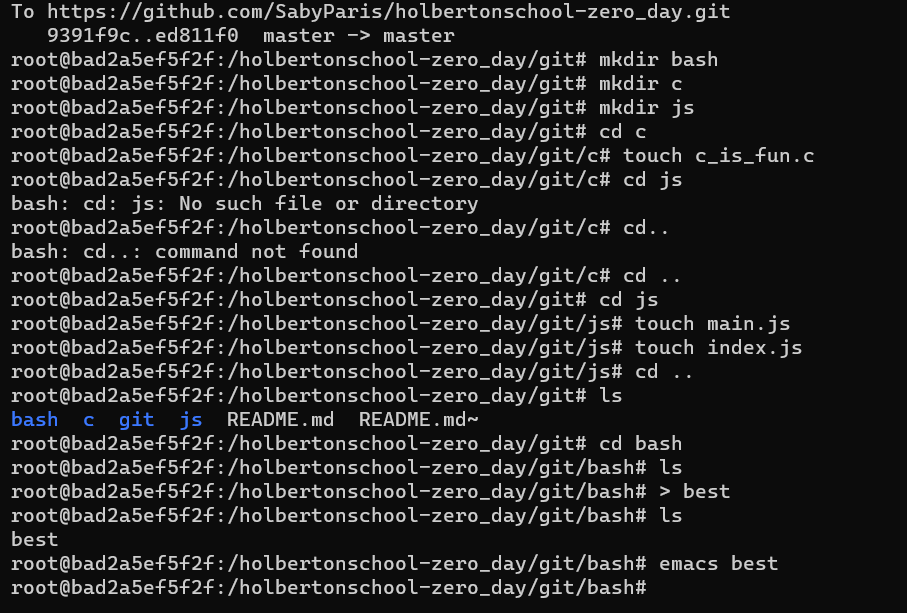 To https://github.com/SabyParis/holbertonschool-zero_day.git
   9391f9c..ed811f0  master -> master
root@bad2a5ef5f2f:/holbertonschool-zero_day/git# mkdir bash
root@bad2a5ef5f2f:/holbertonschool-zero_day/git# mkdir c
root@bad2a5ef5f2f:/holbertonschool-zero_day/git# mkdir js
root@bad2a5ef5f2f:/holbertonschool-zero_day/git# cd c
root@bad2a5ef5f2f:/holbertonschool-zero_day/git/c# touch c_is_fun.c
root@bad2a5ef5f2f:/holbertonschool-zero_day/git/c# cd js
bash: cd: js: No such file or directory
root@bad2a5ef5f2f:/holbertonschool-zero_day/git/c# cd..
bash: cd..: command not found
root@bad2a5ef5f2f:/holbertonschool-zero_day/git/c# cd ..
root@bad2a5ef5f2f:/holbertonschool-zero_day/git# cd js
root@bad2a5ef5f2f:/holbertonschool-zero_day/git/js# touch main.js
root@bad2a5ef5f2f:/holbertonschool-zero_day/git/js# touch index.js
root@bad2a5ef5f2f:/holbertonschool-zero_day/git/js# cd ..
root@bad2a5ef5f2f:/holbertonschool-zero_day/git# ls
bash  c  git  js  README.md  README.md~
root@bad2a5ef5f2f:/holbertonschool-zero_day/git# cd bash
root@bad2a5ef5f2f:/holbertonschool-zero_day/git/bash# ls
root@bad2a5ef5f2f:/holbertonschool-zero_day/git/bash# > best
root@bad2a5ef5f2f:/holbertonschool-zero_day/git/bash# ls
best
root@bad2a5ef5f2f:/holbertonschool-zero_day/git/bash# emacs best
root@bad2a5ef5f2f:/holbertonschool-zero_day/git/bash#